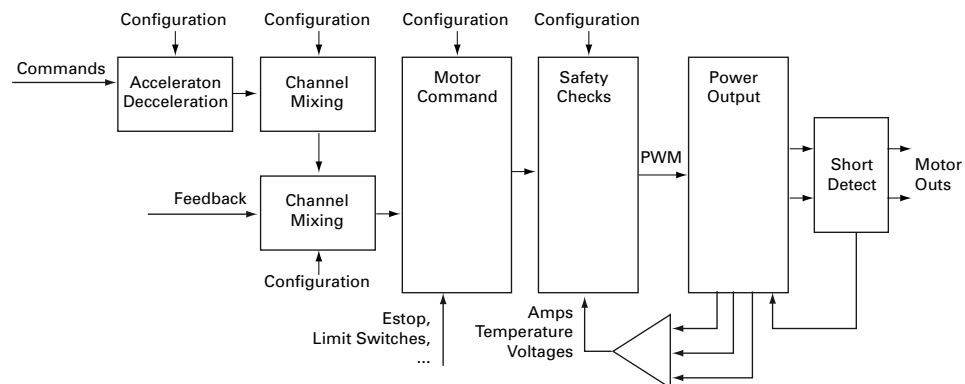 Configuration
Configuration
Configuration
Configuration
Commands
Acceleraton
Decceleration
Channel
Mixing
Motor
Command
Safety
Checks
Power
Output
PWM
Short
Detect
Motor
Outs
Feedback
Channel
Mixing
Configuration
Estop,
Limit Switches,
...
Amps
Temperature
Voltages